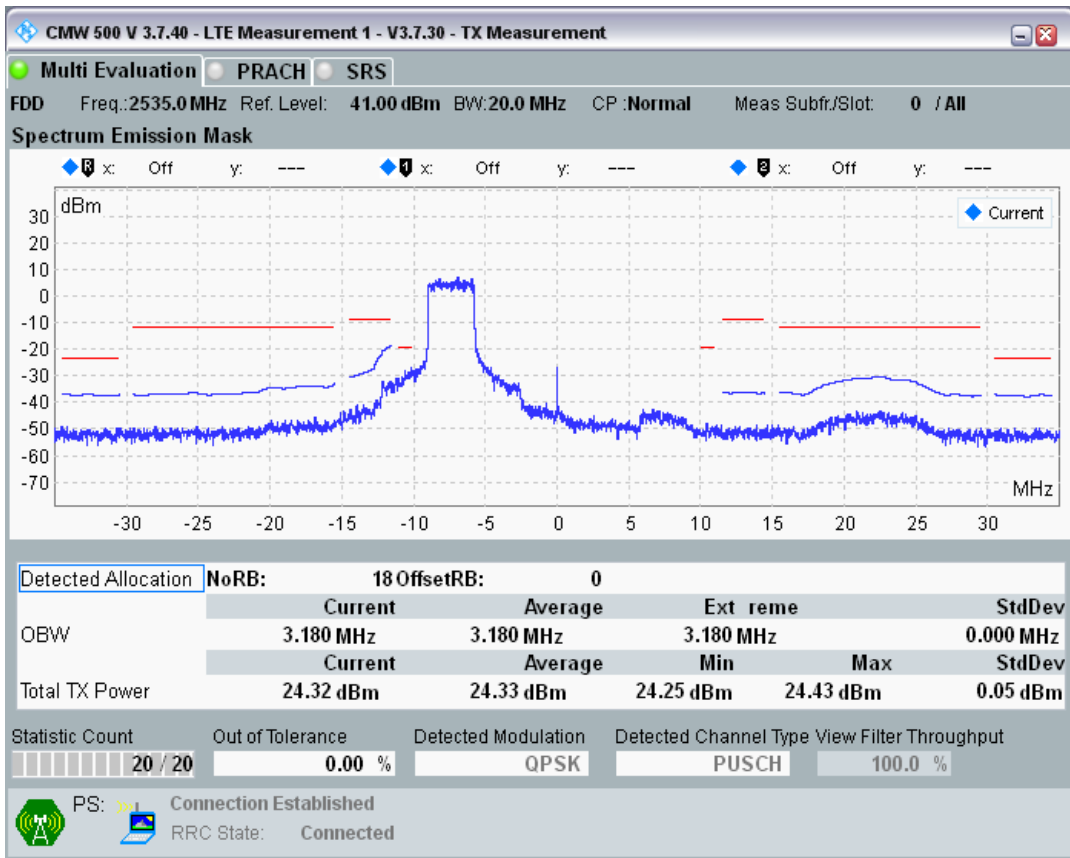 CMW 500 V 3.7.40 - LTE Measurement 1 - V3.7.30 - TX Measurement
Multi Evaluation PRACH SRS
FDD Freq.:2535.0 MHz Ref. Level: 41.00 dBm BW:20.0 MHz CP :Normal Meas Subfr./Slot: 0 / All
Spectrum Emission Mask
R x: Off y: --- 1 x: Off y: --- 2 x: Off y: ---
dBm
Current
30
20
10
0
-10
-20
-30
-40
-50
-60
-70
MHz
-30 -25 -20 -15 -10 -5 0 5 10 15 20 25 30
Detected Allocation NoRB: 18 OffsetRB: 0
Current Average Ext reme StdDev
OBW 3.180 MHz 3.180 MHz 3.180 MHz 0.000 MHz
Current Average Min Max StdDev
Total TX Power 24.32 dBm 24.33 dBm 24.25 dBm 24.43 dBm 0.05 dBm
Statistic Count Out of Tolerance Detected Modulation Detected Channel Type View Filter Throughput
20 / 20 0.00 % QPSK PUSCH 100.0 %
PS: Connection Established
RRC State: Connected